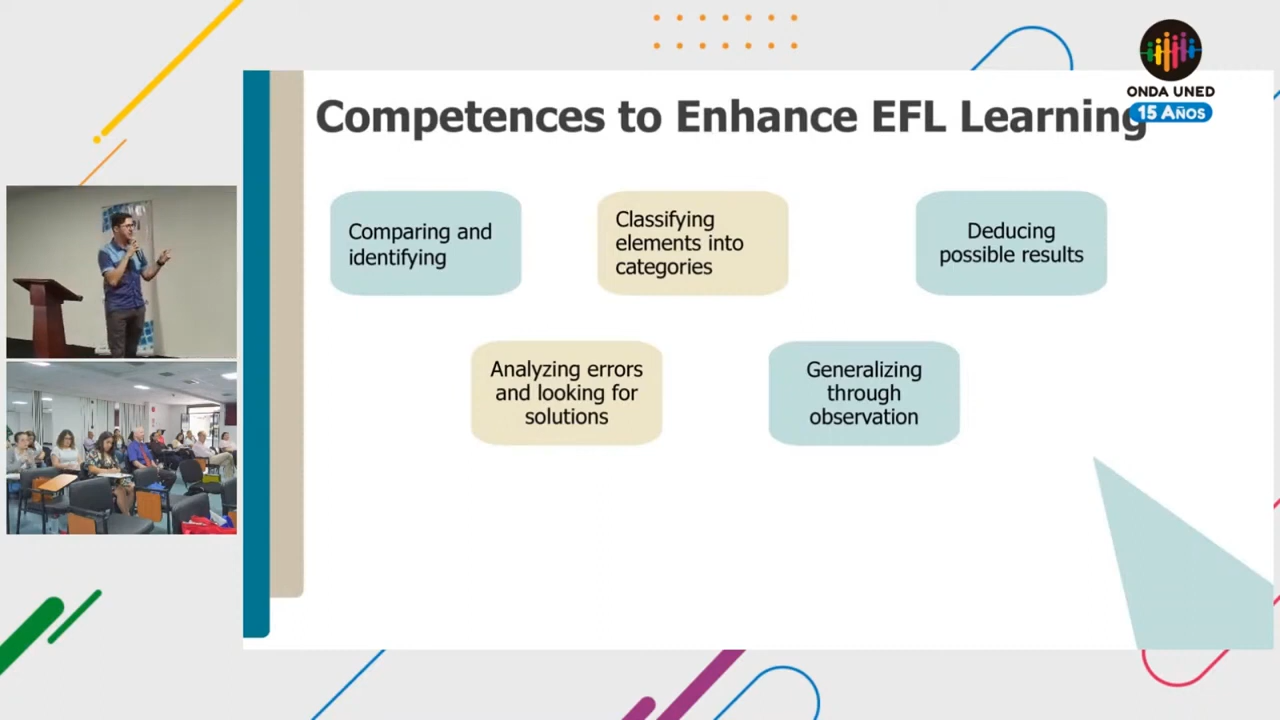 Competences to Enhance EFL Learning
ONDA UNED
15 AÑOS
Comparing and
identifying
Classifying
elements into
categories
Deducing
possible results
Analyzing errors
and looking for
solutions
Generalizing
through
observation